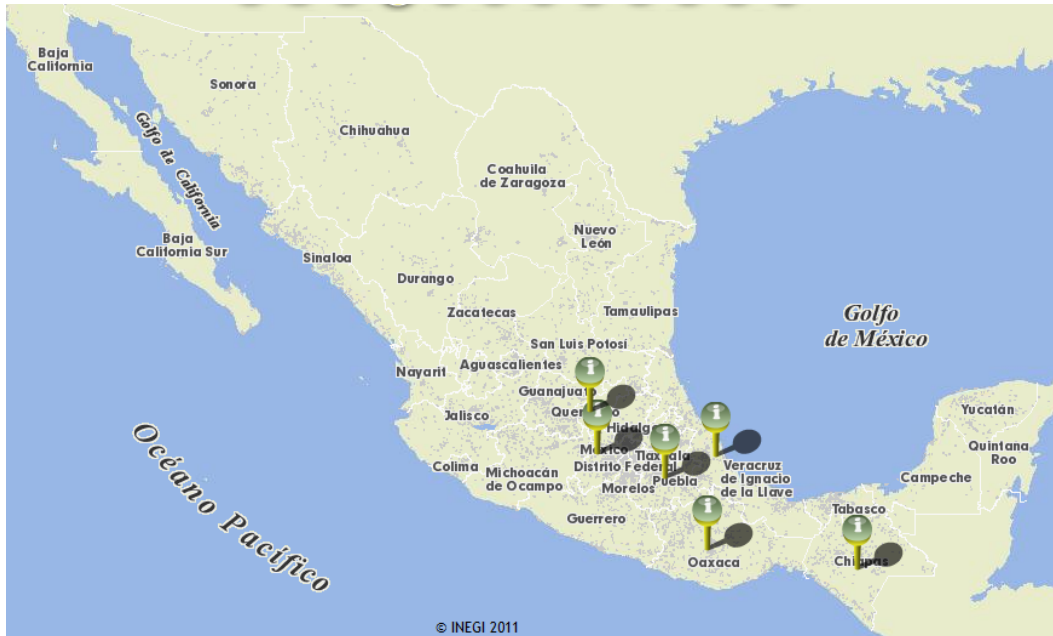 Baja
California
Sonora
Chihuahua
Golfo de California
Coahuila
de Zaragoza
Nuevo
León
Baja
California Sur
Sinaloa
Durango
Zacatecas
Tamaulipas
Golfo
de México
San Luis Potosí
Nayarit
Aguascalientes
Guanajuato
Jalisco
Hidalgo
Yucatán
Quintana
Roo
Colima
Michoacán
de Ocampo
México
Distrito Federal
Tlaxcala
Puebla
Morelos
Veracruz
de Ignacio
de la Llave
Campeche
Tabasco
Guerrero
Oaxaca
Chiapas
Océano Pacífico
© INEGI 2011